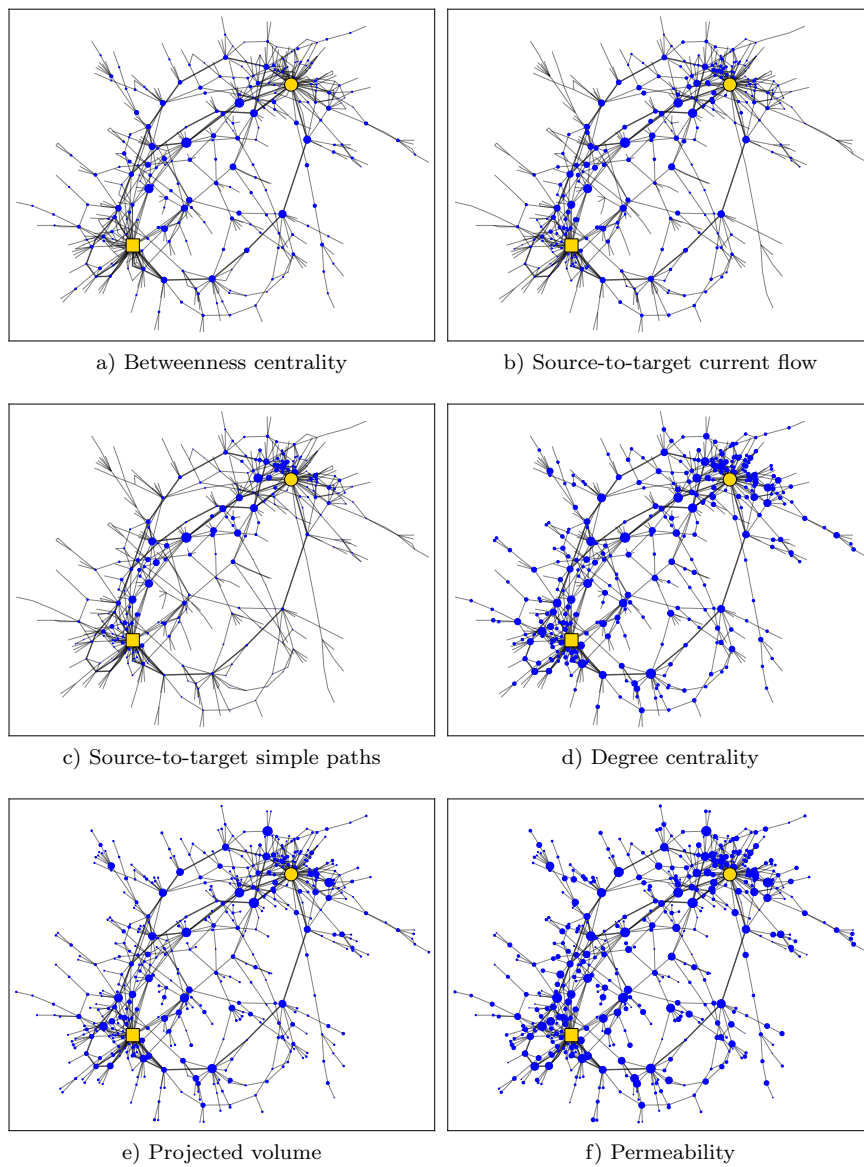 a) Betweenness centrality
b) Source-to-target current flow
c) Source-to-target simple paths
d) Degree centrality
e) Projected volume
f) Permeability